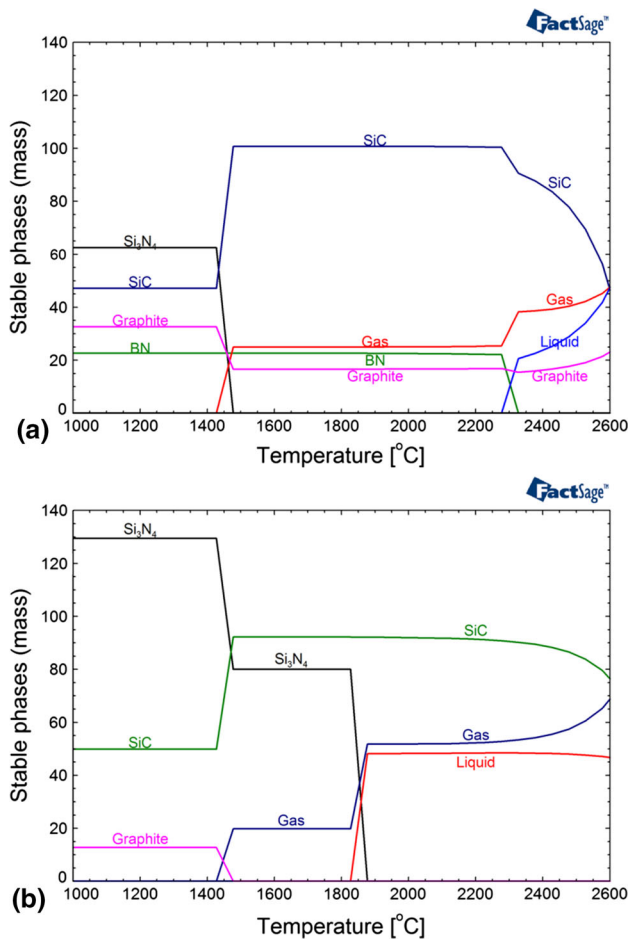 FactSage™
140
120
100
80
60
40
20
0
Stable phases (mass)
Si3N4
SiC
Graphite
BN
SiC
Gas
BN
Graphite
SiC
Gas
Liquid
Graphite
1000 1200 1400 1600 1800 2000 2200 2400 2600
Temperature [°C]
(a)
FactSage™
140
120
100
80
60
40
20
0
Stable phases (mass)
Si3N4
SiC
Graphite
Si3N4
Gas
SiC
Gas
Liquid
1000 1200 1400 1600 1800 2000 2200 2400 2600
Temperature [°C]
(b)